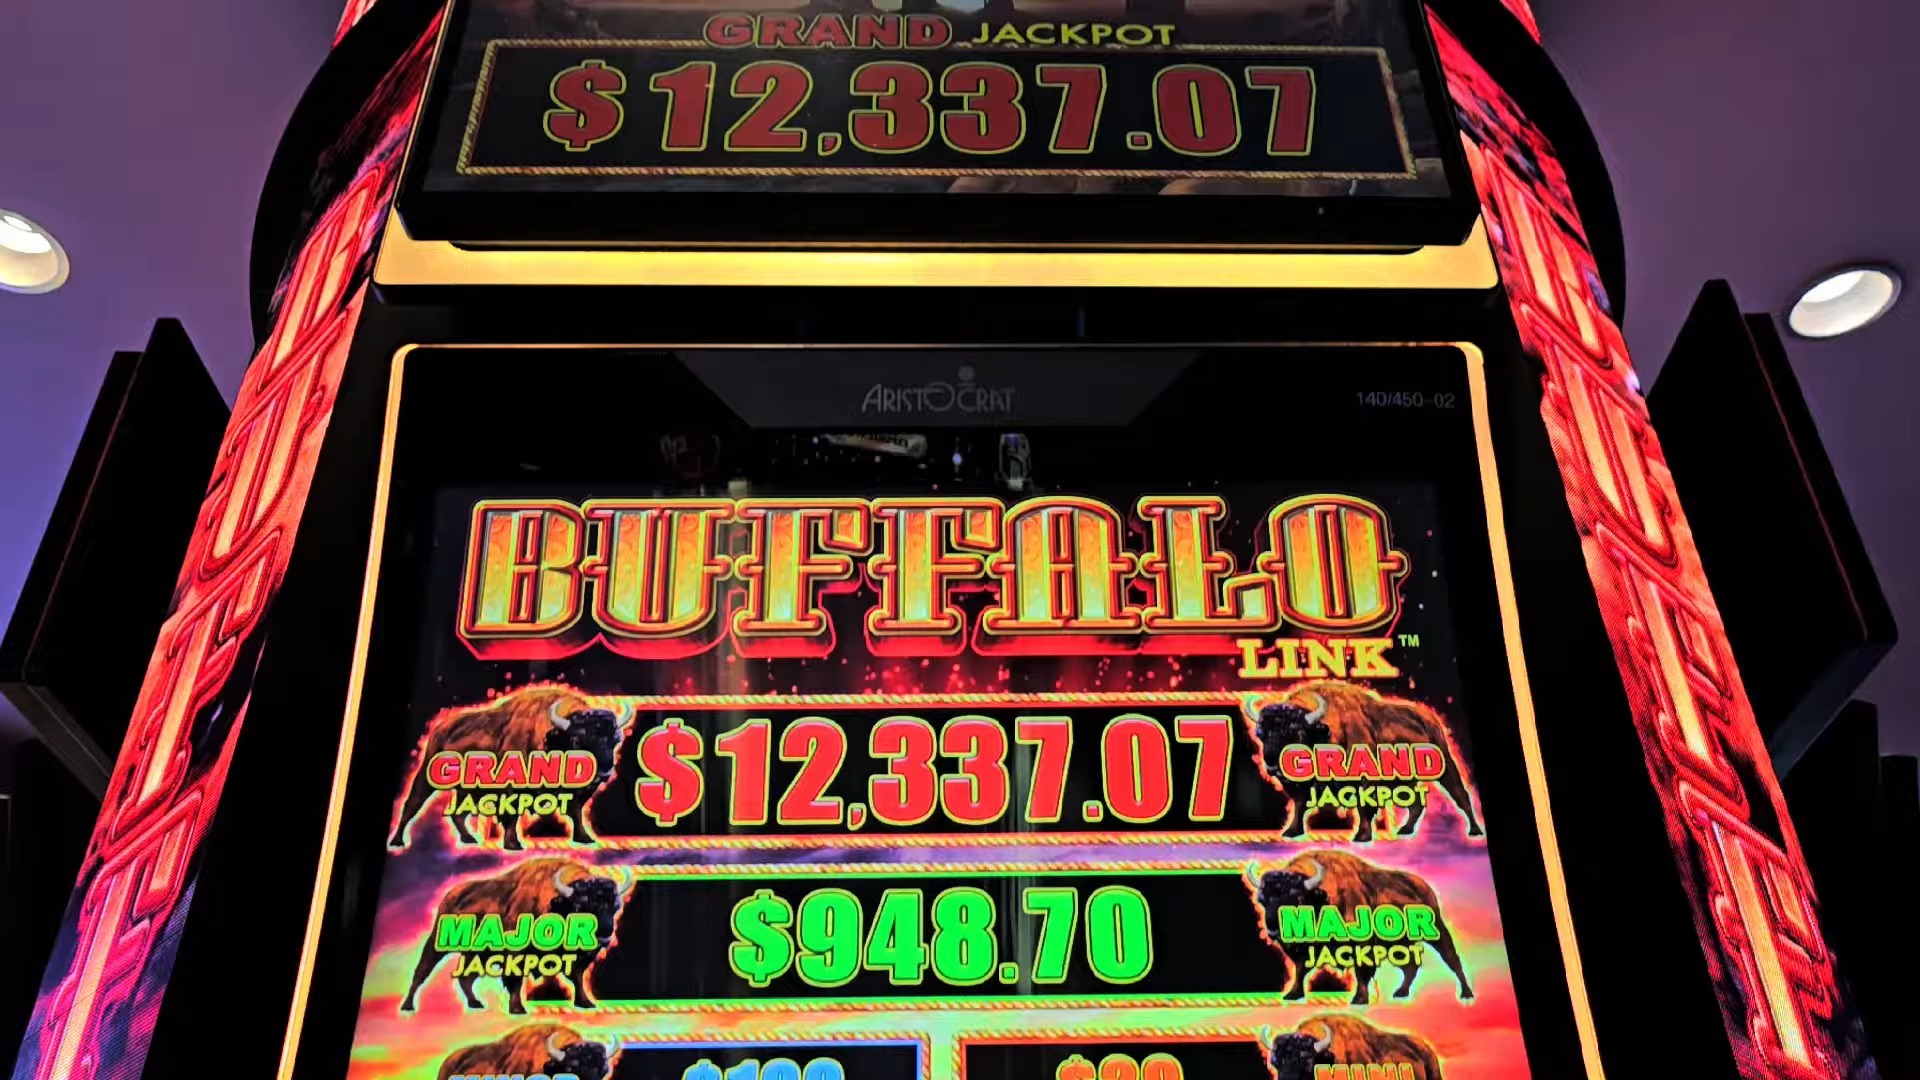 GRAND JACKPOT
$12,337.07
ARISTOCRAT
140/450-02
BUFFALO
LINK™
GRAND
JACKPOT
$12,337.07
GRAND
JACKPOT
MAJOR
JACKPOT
$948.70
MAJOR
JACKPOT
MINI